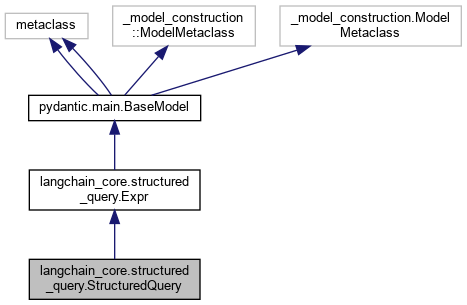 metaclass
_model_construction
::ModelMetaclass
_model_construction.Model
Metaclass
pydantic.main.BaseModel
langchain_core.structured
_query.Expr
langchain_core.structured
_query.StructuredQuery